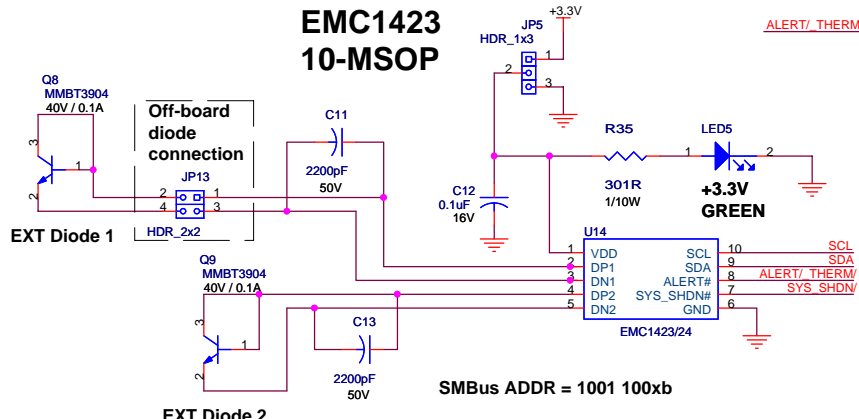 EMC1423
10-MSOP
+3.3V
JP5
HDR_1x3
1
2
3
ALERT/_THERM
Q8
MMBT3904
40V / 0.1A
3
1
2
Off-board
diode
connection
JP13
2
1
4
3
HDR_2x2
EXT Diode 1
C11
2200pF
50V
C12
0.1uF
16V
R35
301R
1/10W
LED5
1
2
+3.3V
GREEN
U14
1
VDD
SCL
10
SCL
2
DP1
SDA
9
SDA
3
DN1
ALERT#
8
ALERT/_THERM/
4
DP2
SYS_SHDN#
7
SYS_SHDN/
5
DN2
GND
6
EMC1423/24
Q9
MMBT3904
40V / 0.1A
3
1
2
C13
2200pF
50V
SMBus ADDR = 1001 100xb
EXT Diode 2